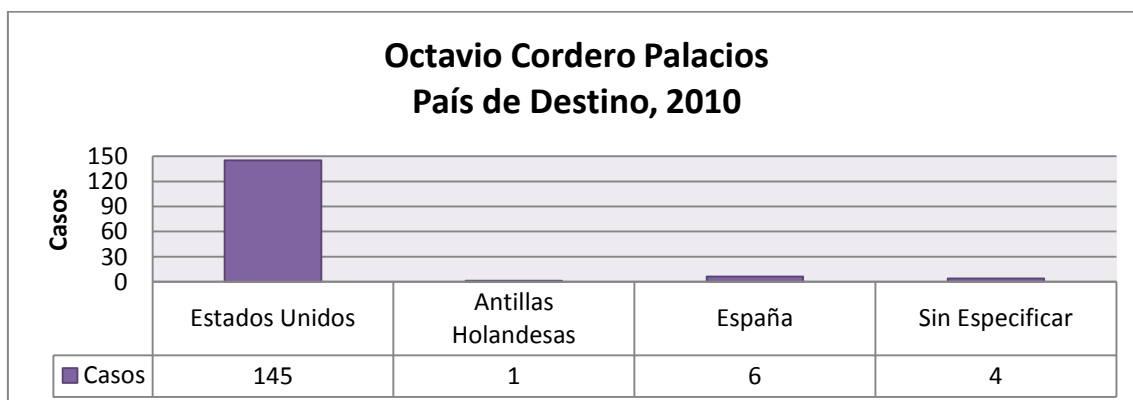 Octavio Cordero Palacios
País de Destino, 2010
Casos
150
120
90
60
30
0
Estados Unidos
Antillas
Holandesas
España
Sin Especificar
Casos 145 1 6 4